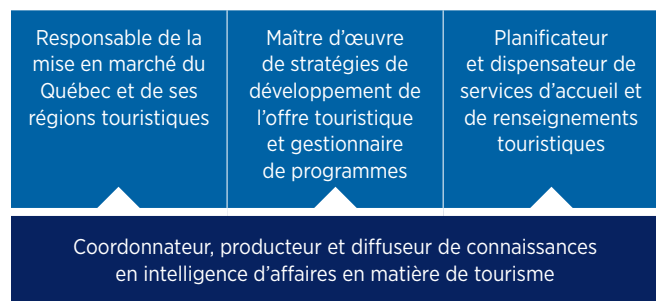 Responsable de la
mise en marché du
Québec et de ses
régions touristiques
Maître d’œuvre
de stratégies de
développement de
l’offre touristique
et gestionnaire
de programmes
Planificateur
et dispensateur de
services d’accueil et
de renseignements
touristiques
Coordonnateur, producteur et diffuseur de connaissances
en intelligence d’affaires en matière de tourisme